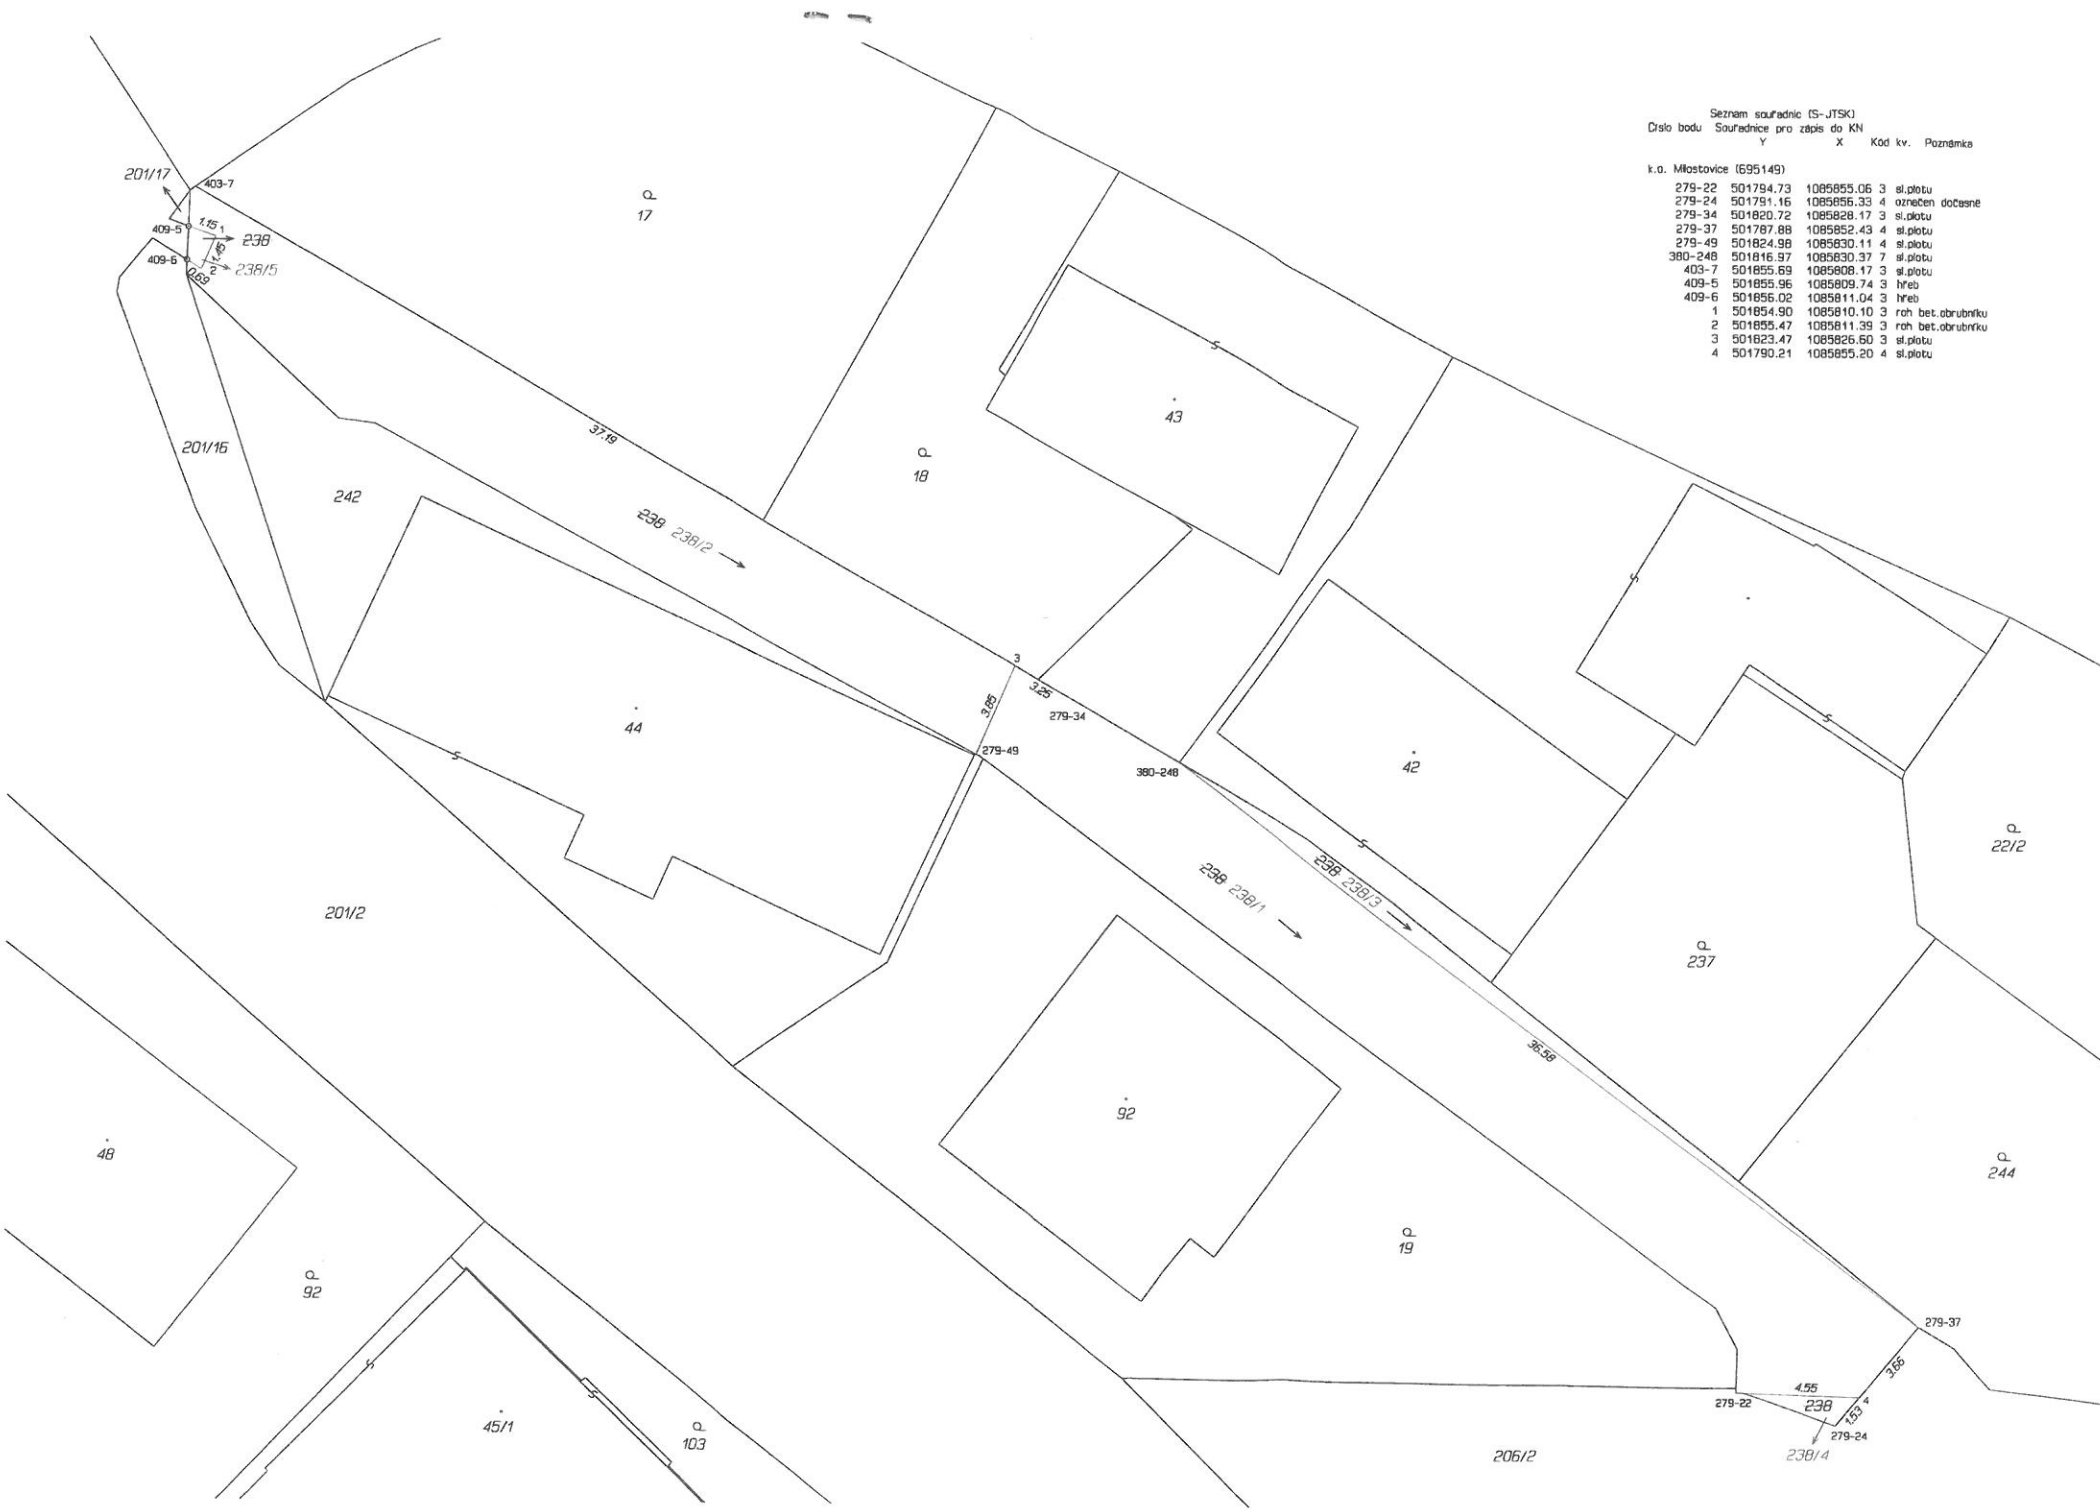 Seznam souřadnic (S-JTSK)
Číslo bodu Souřadnice pro zápis do KN
Y X Kód kv. Poznámka
k.o. Milostovice (695149)
279-22 501794.73 1085855.06 3 sl.plotu
279-24 501791.16 1085856.33 4 označen dočasně
279-34 501820.72 1085828.17 3 sl.plotu
279-37 501787.88 1085852.43 4 sl.plotu
279-49 501824.98 1085830.11 4 sl.plotu
380-248 501816.97 1085830.37 7 sl.plotu
403-7 501855.69 1085808.17 3 sl.plotu
409-5 501855.96 1085809.74 3 hřeb
409-6 501856.02 1085811.04 3 hřeb
1 501854.90 1085810.10 3 roh bet.obrubníku
2 501855.47 1085811.39 3 roh bet.obrubníku
3 501823.47 1085826.60 3 sl.plotu
4 501790.21 1085855.20 4 sl.plotu
201/17
403-7
17
1.15
1
409-5
238
1.45
409-6
2
238/5
0.69
43
37.19
201/16
18
242
238 238/2
3
3.25
3.85
279-34
44
279-49
380-248
42
22/2
238 238/3
238 238/1
201/2
237
36.58
92
48
244
19
92
279-37
3.66
4.55
279-22
238
4
1.53
279-24
45/1
103
206/2
238/4